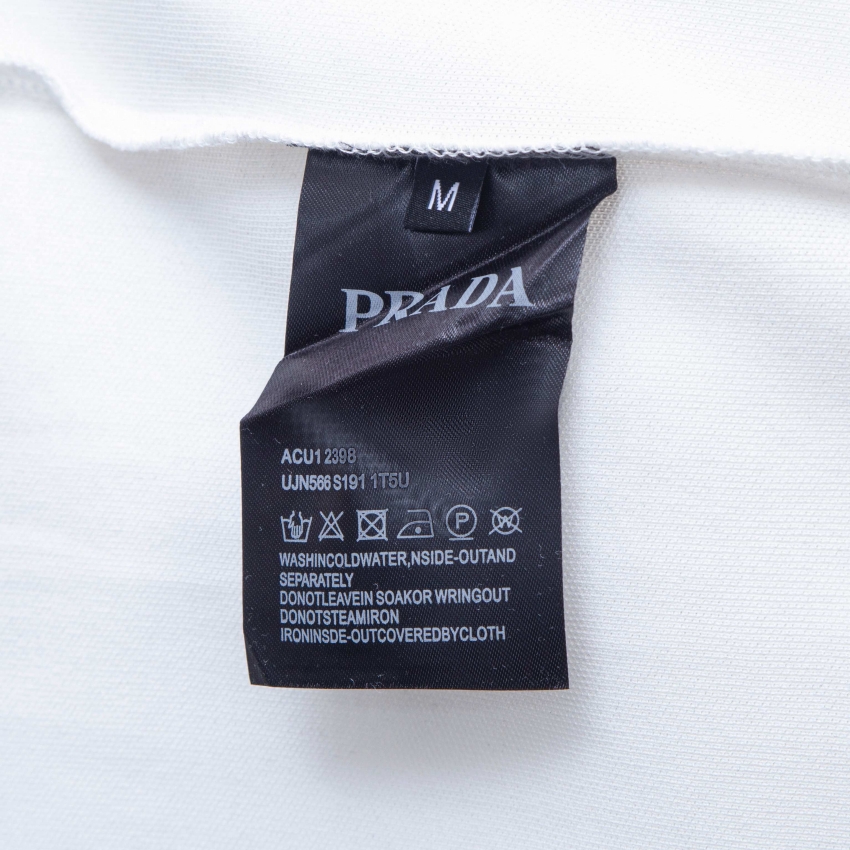 M
PRADA
ACU1 2398
UJN566 S191 1T5U
P W
WASHINCOLDWATER,NSIDE-OUTAND
SEPARATELY
DONOTLEAVEIN SOAKOR WRINGOUT
DONOTSTEAMIRON
IRONINSDE-OUTCOVEREDBYCLOTH